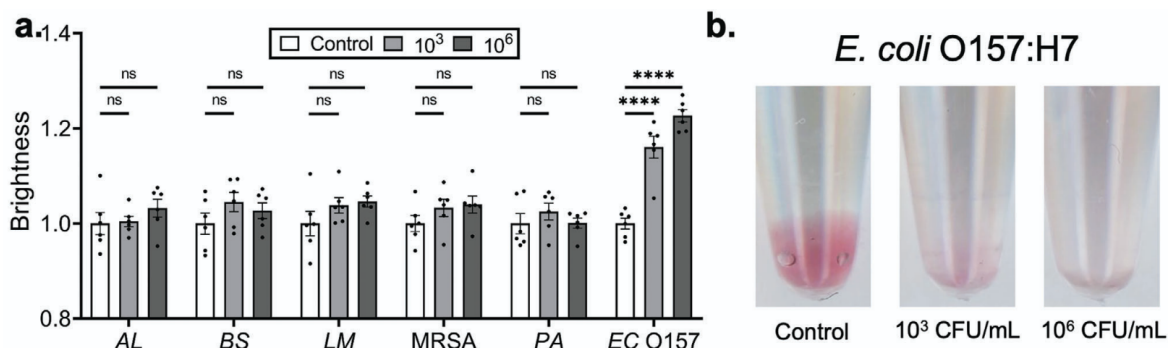 a.
1.4
1.2
1.0
0.8
Brightness
Control 10³ 10⁶
ns
ns
ns
ns
ns
ns
ns
ns
ns
ns
****
****
AL BS LM MRSA PA EC O157
b.
E. coli O157:H7
Control 10³ CFU/mL 10⁶ CFU/mL